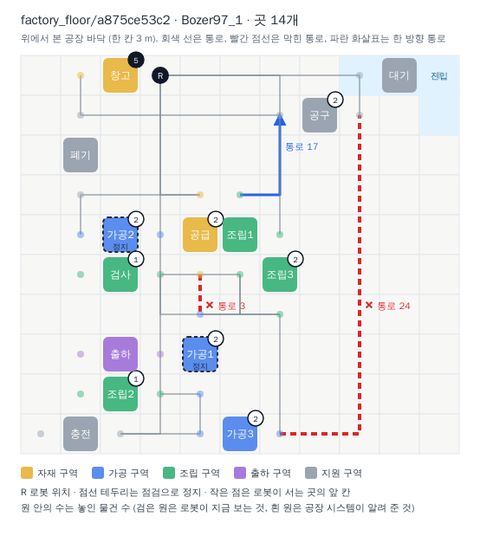 factory_floor/a875ce53c2 · Bozer97_1 · 곳 14개
위에서 본 공장 바닥 (한 칸 3 m). 회색 선은 통로, 빨간 점선은 막힌 통로, 파란 화살표는 한 방향 통로
5
창고
R
대기
진입
2
공구
통로 17
폐기
2
가공2
정지
2
공급
조립1
1
검사
2
조립3
✕ 통로 3
✕ 통로 24
출하
2
가공1
정지
1
조립2
충전
2
가공3
자재 구역
가공 구역
조립 구역
출하 구역
지원 구역
R 로봇 위치 · 점선 테두리는 점검으로 정지 · 작은 점은 로봇이 서는 곳의 앞 칸
원 안의 수는 놓인 물건 수 (검은 원은 로봇이 지금 보는 것, 흰 원은 공장 시스템이 알려 준 것)